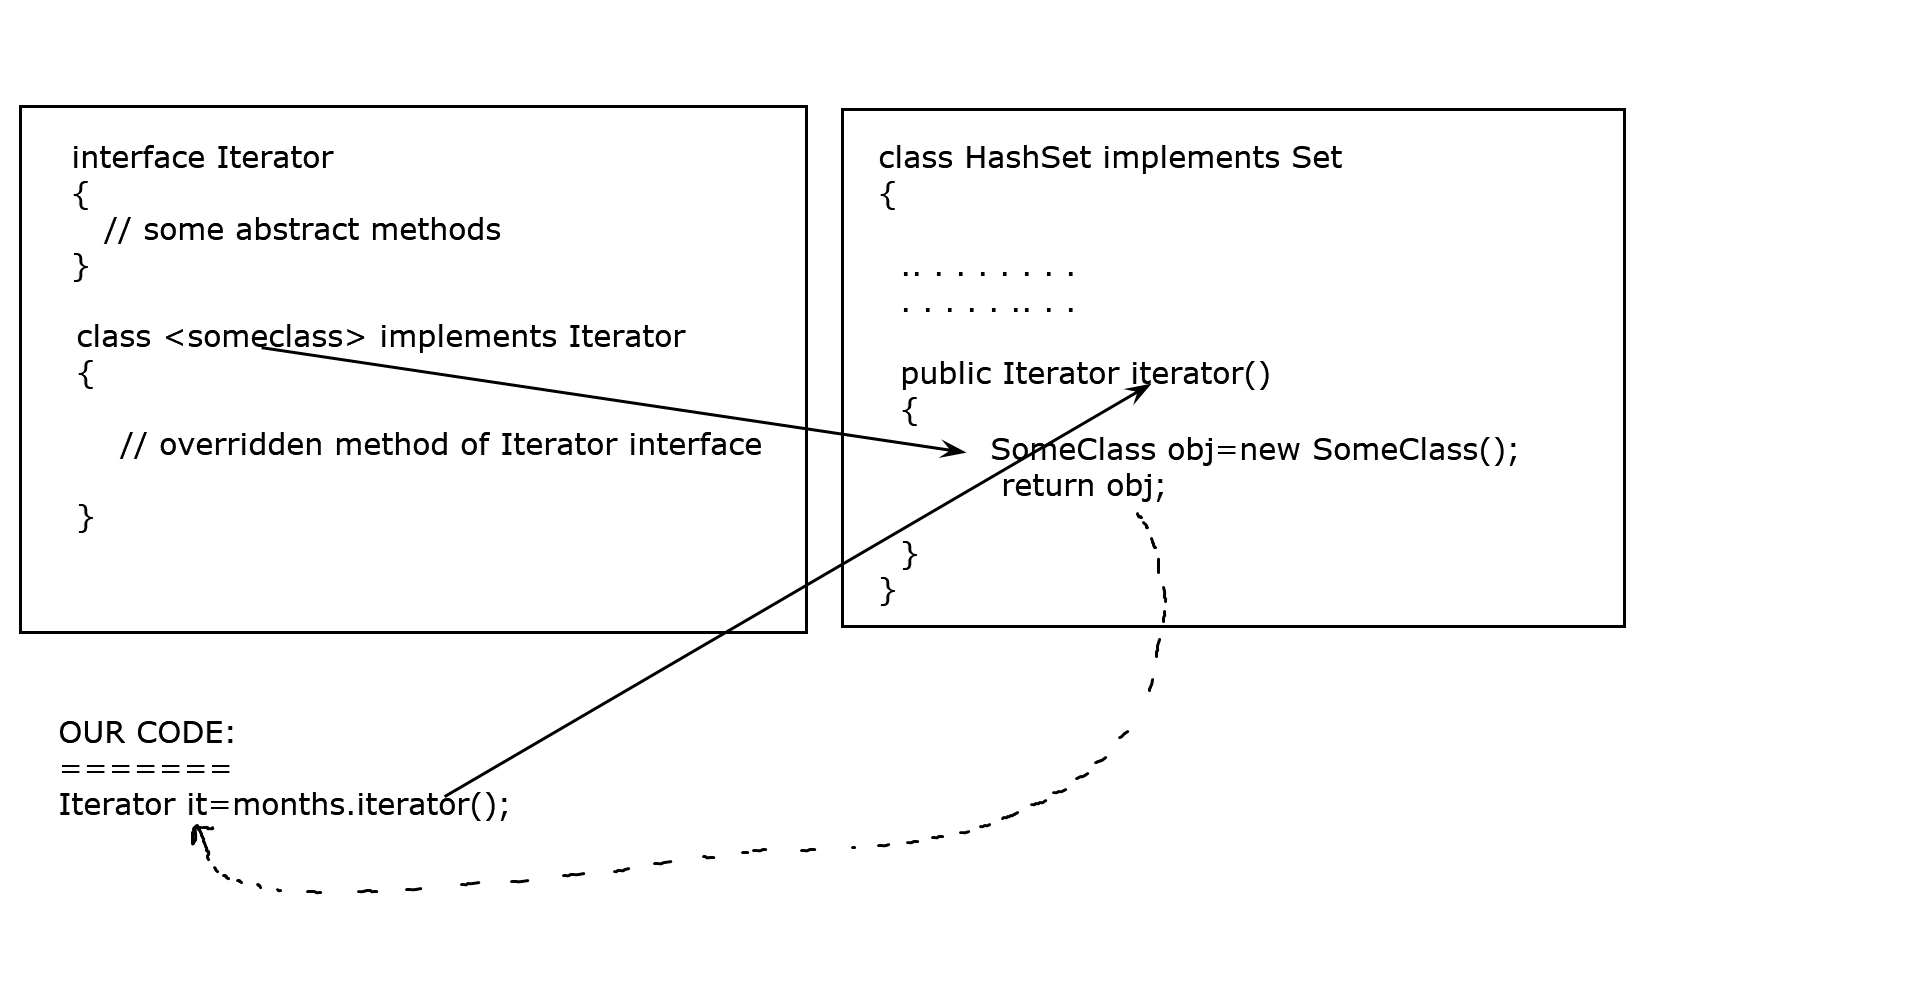 interface Iterator
{
// some abstract methods
}
class <someclass> implements Iterator
{
// overridden method of Iterator interface
}
class HashSet implements Set
{
.. . . . . . . .
. . . . . .. . .
public Iterator iterator()
{
SomeClass obj=new SomeClass();
return obj;
}
}
OUR CODE:
=======
Iterator it=months.iterator();